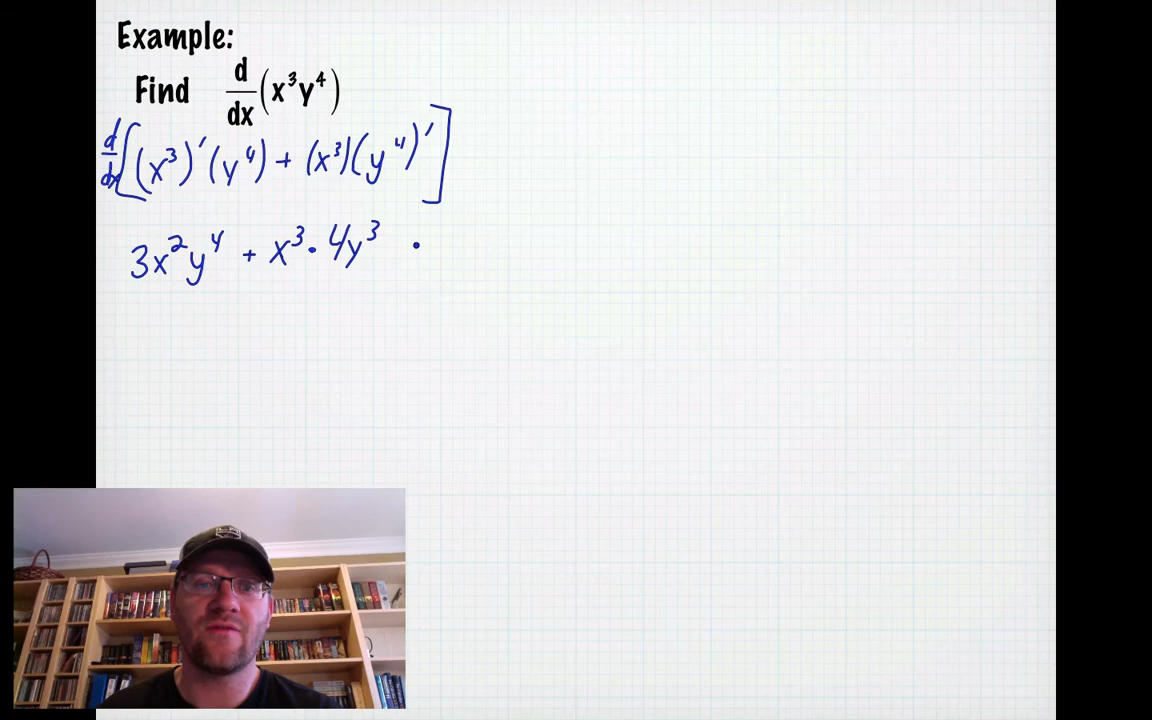 Example:
Find d/dx (x³y⁴)
d/dx [(x³)′(y⁴) + (x³)(y⁴)′]
3x²y⁴ + x³ · 4y³ ·